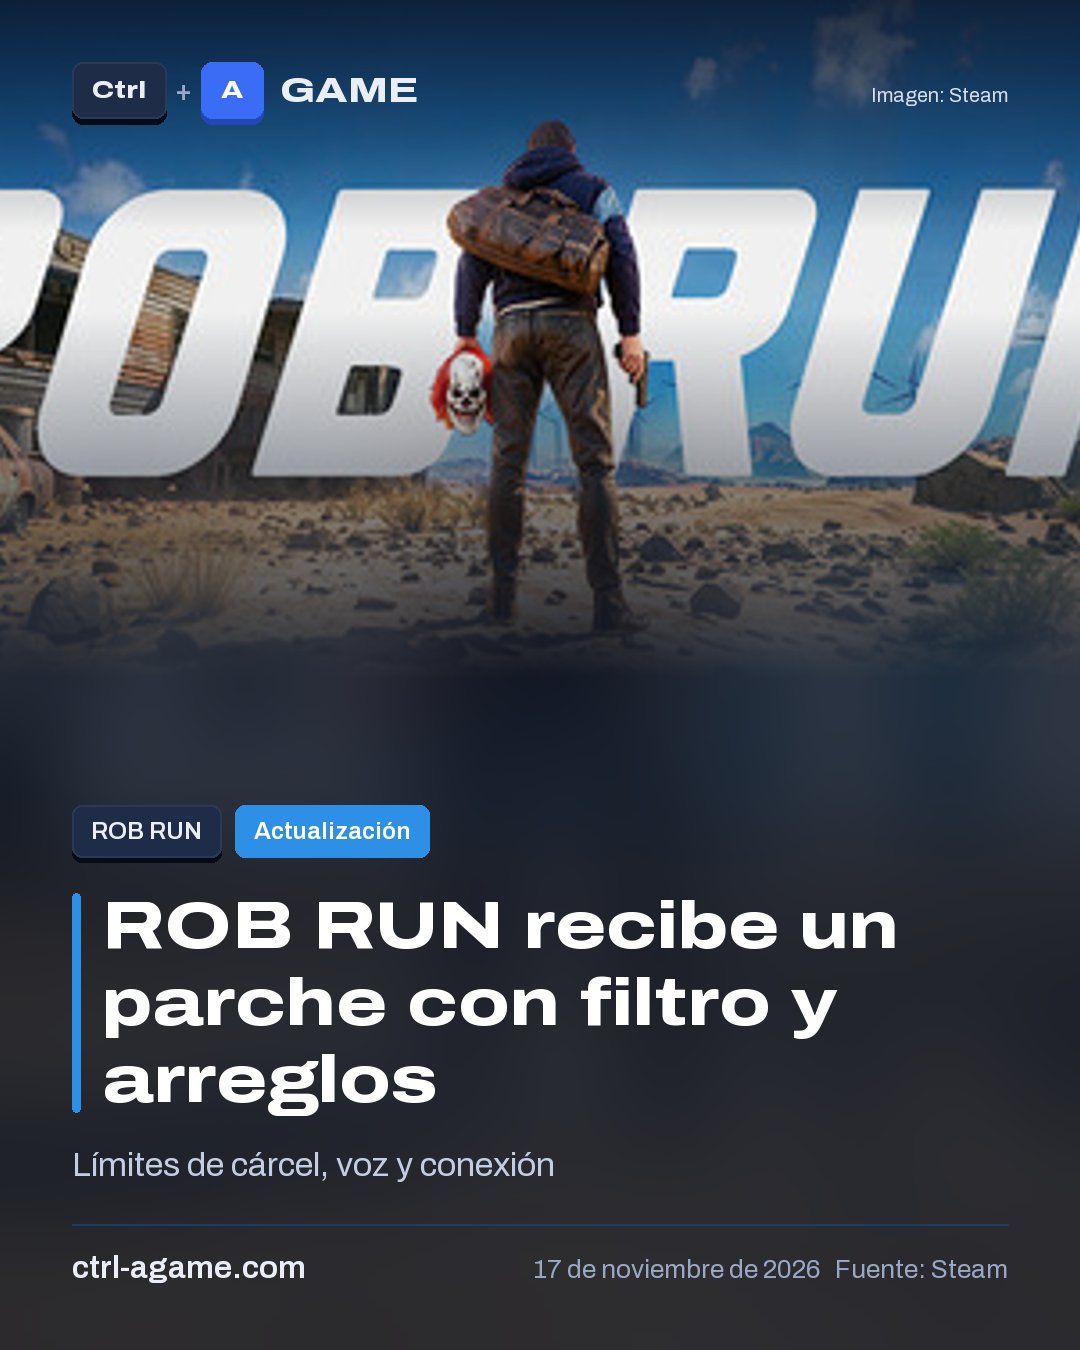 Ctrl + A GAME
Imagen: Steam
ROB RUN
ROB RUN
Actualización
ROB RUN recibe un
parche con filtro y
arreglos
Límites de cárcel, voz y conexión
ctrl-agame.com
17 de noviembre de 2026 Fuente: Steam